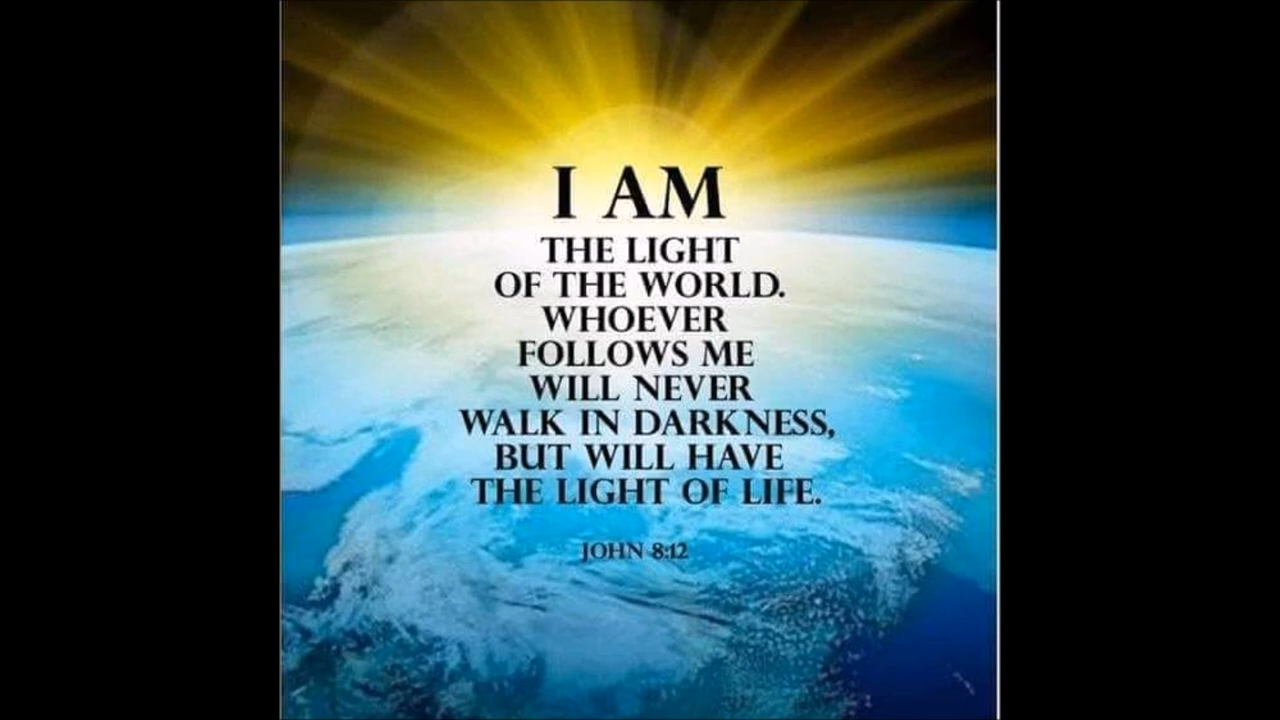 I AM
THE LIGHT
OF THE WORLD.
WHOEVER
FOLLOWS ME
WILL NEVER
WALK IN DARKNESS,
BUT WILL HAVE
THE LIGHT OF LIFE.
JOHN 8:12